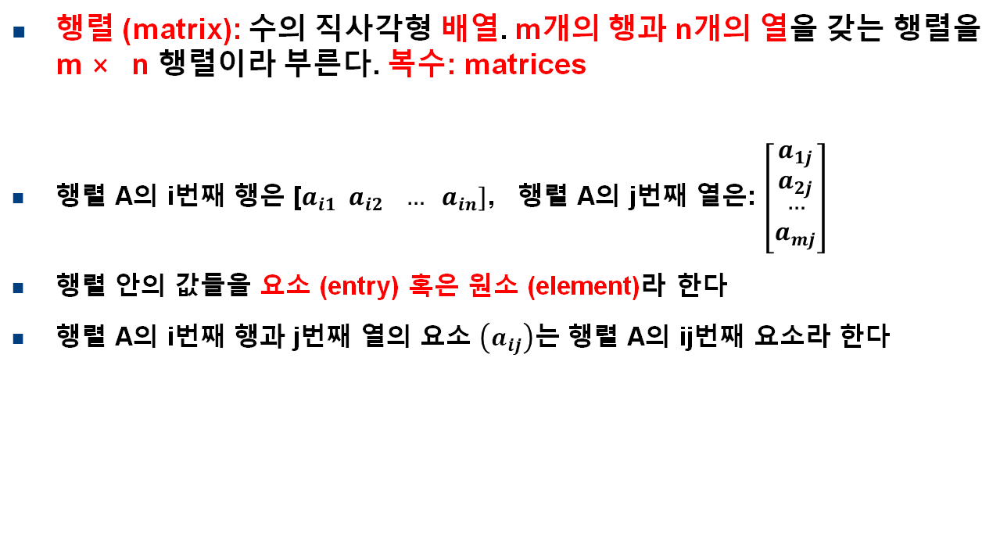 ▪ 행렬 (matrix): 수의 직사각형 배열. m개의 행과 n개의 열을 갖는 행렬을
m × n 행렬이라 부른다. 복수: matrices
▪ 행렬 A의 i번째 행은 [a_{i1} a_{i2} … a_{in}], 행렬 A의 j번째 열은: [a_{1j} a_{2j} … a_{mj}]
▪ 행렬 안의 값들을 요소 (entry) 혹은 원소 (element)라 한다
▪ 행렬 A의 i번째 행과 j번째 열의 요소 (a_{ij})는 행렬 A의 ij번째 요소라 한다